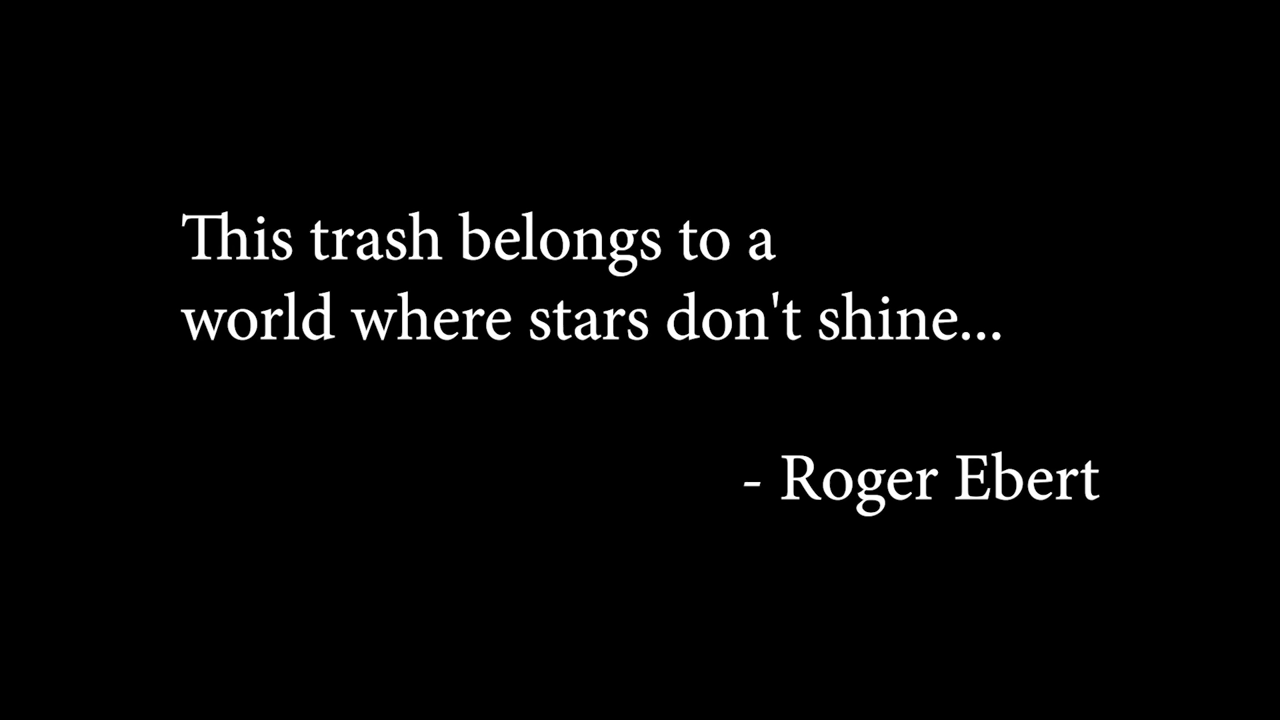 This trash belongs to a
world where stars don't shine...
- Roger Ebert